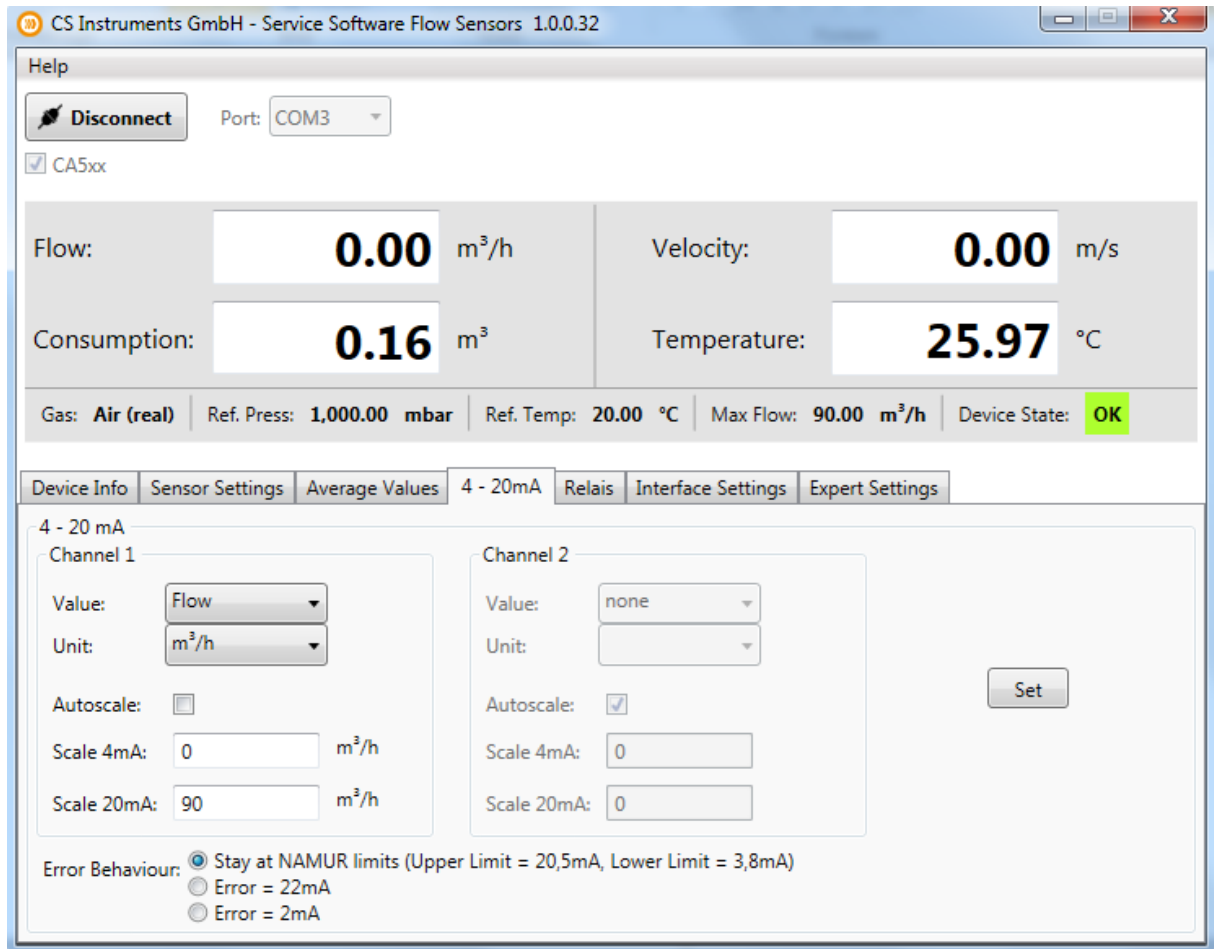 CS Instruments GmbH - Service Software Flow Sensors 1.0.0.32
Help
Disconnect Port: COM3
CA5xx
Flow: 0.00 m³/h Velocity: 0.00 m/s
Consumption: 0.16 m³ Temperature: 25.97 °C
Gas: Air (real) Ref. Press: 1,000.00 mbar Ref. Temp: 20.00 °C Max Flow: 90.00 m³/h Device State: OK
Device Info Sensor Settings Average Values 4 - 20mA Relais Interface Settings Expert Settings
4 - 20 mA
Channel 1 Channel 2
Value: Flow Value: none
Unit: m³/h Unit:
Set
Autoscale: Autoscale:
Scale 4mA: 0 m³/h Scale 4mA: 0
Scale 20mA: 90 m³/h Scale 20mA: 0
Error Behaviour: Stay at NAMUR limits (Upper Limit = 20,5mA, Lower Limit = 3,8mA)
Error = 22mA
Error = 2mA